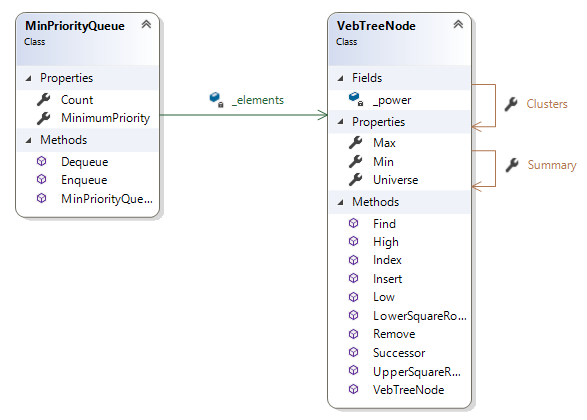 MinPriorityQueue
Class
Properties
Count
MinimumPriority
Methods
Dequeue
Enqueue
MinPriorityQue...
_elements
VebTreeNode
Class
Fields
_power
Properties
Max
Min
Universe
Methods
Find
High
Index
Insert
Low
LowerSquareRo...
Remove
Successor
UpperSquareR...
VebTreeNode
Clusters
Summary